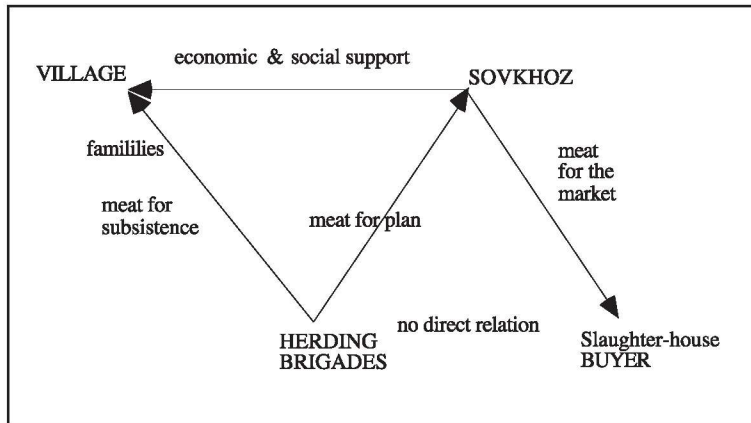 economic & social support
VILLAGE
SOVKHOZ
famililies
meat
for the
market
meat for
subsistence
meat for plan
no direct relation
HERDING
BRIGADES
Slaughter-house
BUYER